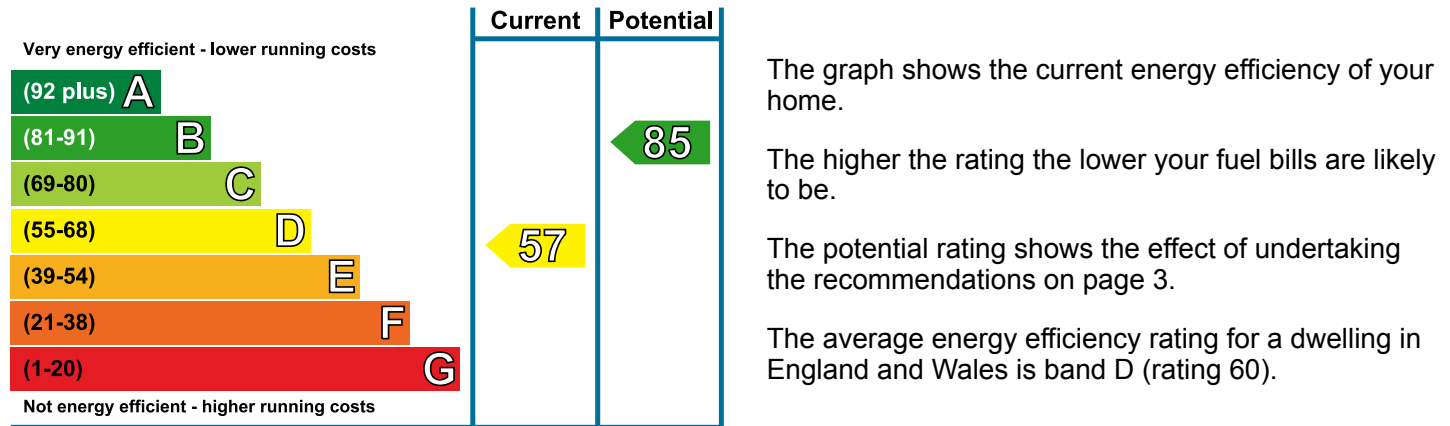 Current Potential
Very energy efficient - lower running costs
(92 plus) A
(81-91) B
85
(69-80) C
(55-68) D
57
(39-54) E
(21-38) F
(1-20) G
Not energy efficient - higher running costs
The graph shows the current energy efficiency of your
home.
The higher the rating the lower your fuel bills are likely
to be.
The potential rating shows the effect of undertaking
the recommendations on page 3.
The average energy efficiency rating for a dwelling in
England and Wales is band D (rating 60).